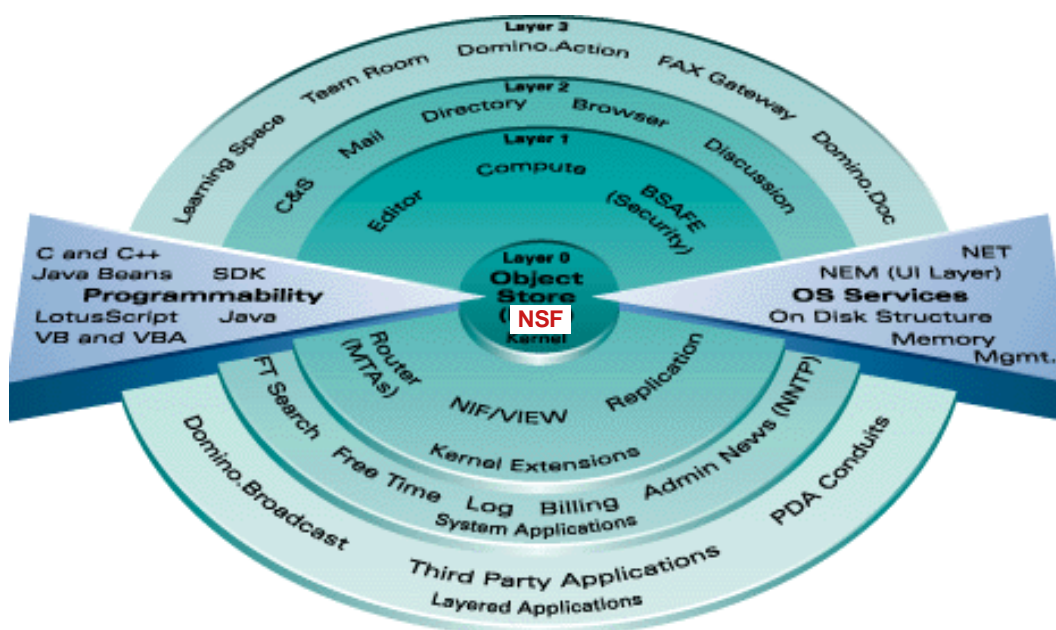 Layer 3
Learning Space
Team Room
Domino.Action
FAX Gateway
Domino.Doc
Layer 2
C&S
Mail
Directory
Browser
Discussion
Layer 1
Editor
Compute
BSAFE
(Security)
Layer 0
Object
Store
(NSF
Kernel
C and C++
Java Beans SDK
Programmability
LotusScript Java
VB and VBA
NET
NEM (UI Layer)
OS Services
On Disk Structure
Memory
Mgmt.
Router
(MTAs)
NIF/VIEW
Replication
Kernel Extensions
FT Search
Free Time
Log
Billing
Admin News (NNTP)
System Applications
Domino.Broadcast
Third Party Applications
PDA Conduits
Layered Applications